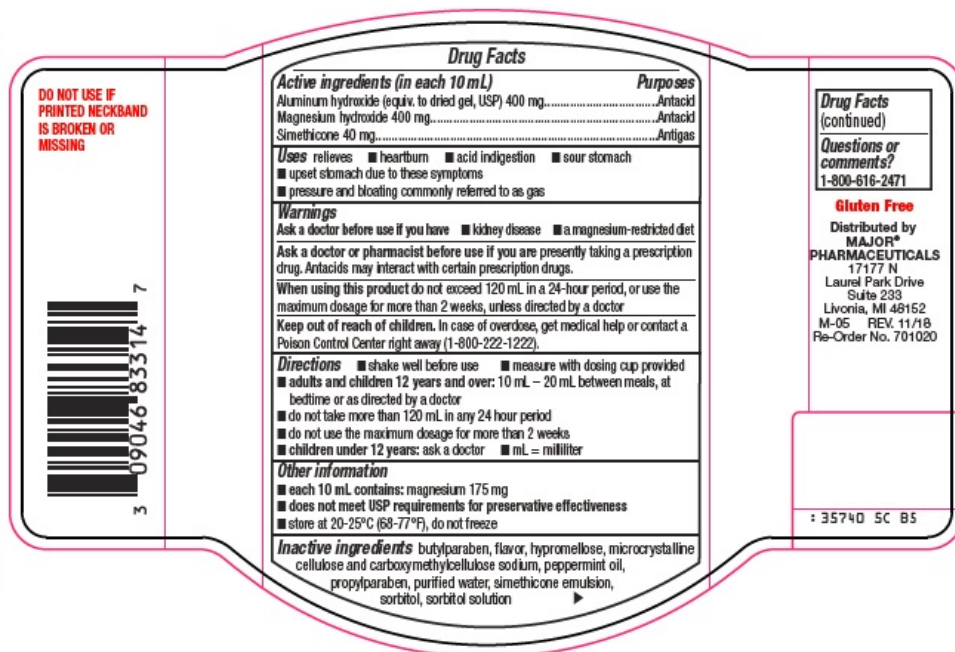 DO NOT USE IF
PRINTED NECKBAND
IS BROKEN OR
MISSING
3 09046 83314 7
Drug Facts
Active ingredients (in each 10 mL) Purposes
Aluminum hydroxide (equiv. to dried gel, USP) 400 mg..................................Antacid
Magnesium hydroxide 400 mg..................................Antacid
Simethicone 40 mg..................................Antigas
Uses relieves ■ heartburn ■ acid indigestion ■ sour stomach
■ upset stomach due to these symptoms
■ pressure and bloating commonly referred to as gas
Warnings
Ask a doctor before use if you have ■ kidney disease ■ a magnesium-restricted diet
Ask a doctor or pharmacist before use if you are presently taking a prescription
drug. Antacids may interact with certain prescription drugs.
When using this product do not exceed 120 mL in a 24-hour period, or use the
maximum dosage for more than 2 weeks, unless directed by a doctor
Keep out of reach of children. In case of overdose, get medical help or contact a
Poison Control Center right away (1-800-222-1222).
Directions ■ shake well before use ■ measure with dosing cup provided
■ adults and children 12 years and over: 10 mL – 20 mL between meals, at
bedtime or as directed by a doctor
■ do not take more than 120 mL in any 24 hour period
■ do not use the maximum dosage for more than 2 weeks
■ children under 12 years: ask a doctor ■ mL = milliliter
Other information
■ each 10 mL contains: magnesium 175 mg
■ does not meet USP requirements for preservative effectiveness
■ store at 20-25°C (68-77°F), do not freeze
Inactive ingredients butylparaben, flavor, hypromellose, microcrystalline
cellulose and carboxymethylcellulose sodium, peppermint oil,
propylparaben, purified water, simethicone emulsion,
sorbitol, sorbitol solution ►
Drug Facts
(continued)
Questions or
comments?
1-800-616-2471
Gluten Free
Distributed by
MAJOR®
PHARMACEUTICALS
17177 N
Laurel Park Drive
Suite 233
Livonia, MI 48152
M-05 REV. 11/18
Re-Order No. 701020
: 35740 5C B5